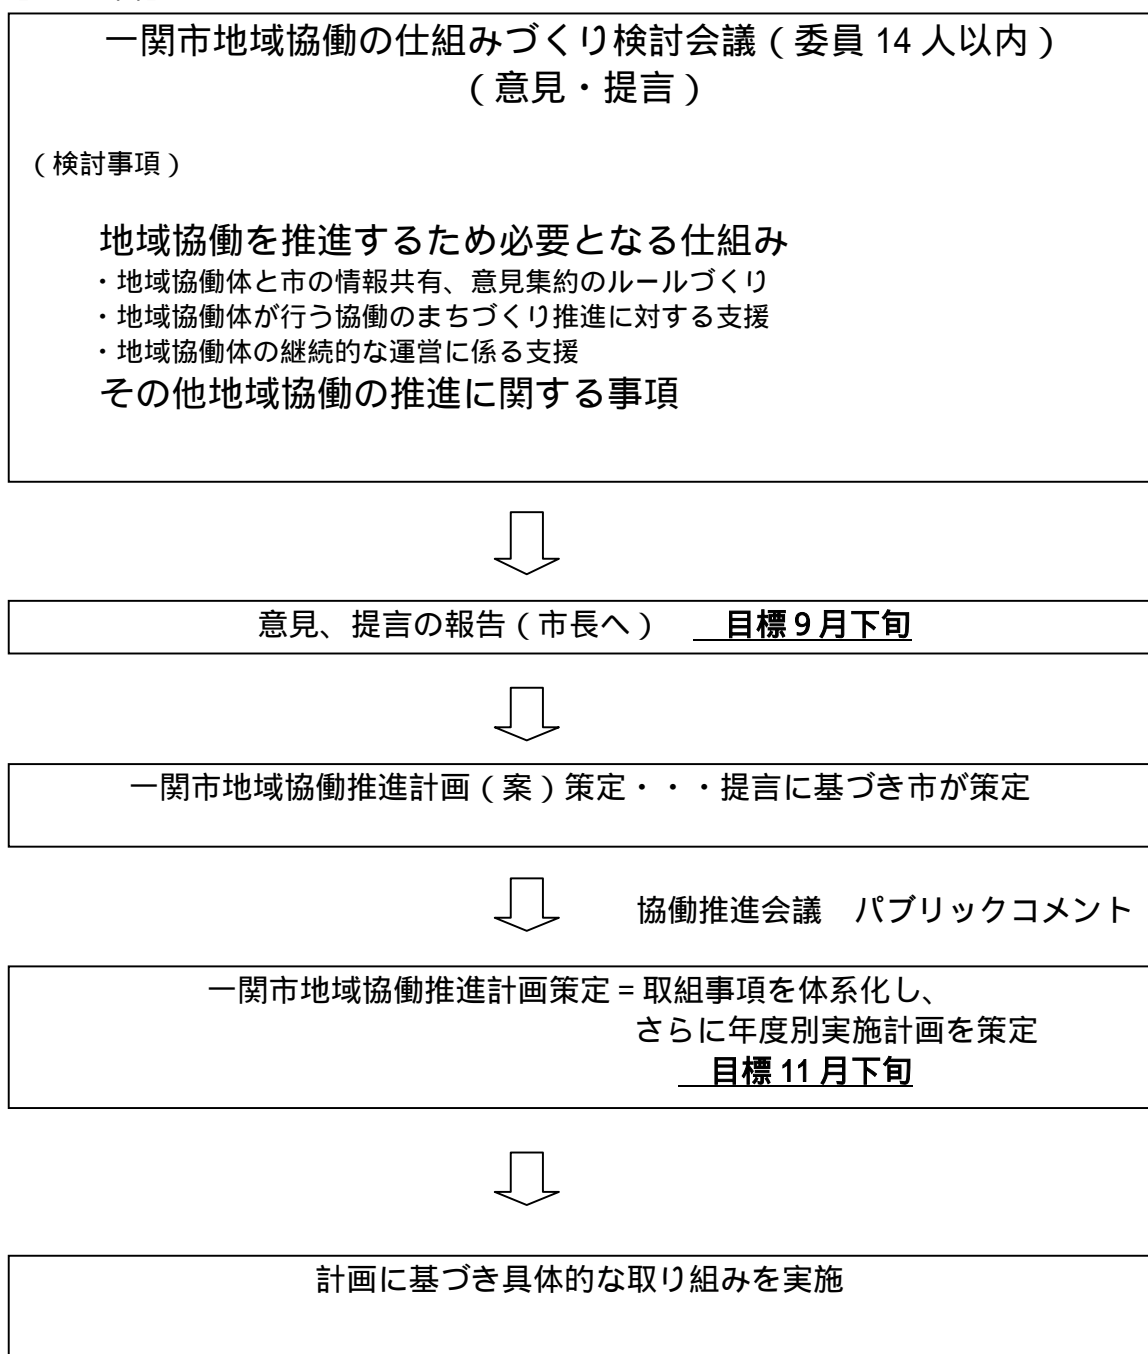 一関市地域協働の仕組みづくり検討会議(委員 14 人以内)
(意見・提言)
(検討事項)
地域協働を推進するため必要となる仕組み
・地域協働体と市の情報共有、意見集約のルールづくり
・地域協働体が行う協働のまちづくり推進に対する支援
・地域協働体の継続的な運営に係る支援
その他地域協働の推進に関する事項
意見、提言の報告(市長へ) 目標9月下旬
一関市地域協働推進計画(案)策定・・・提言に基づき市が策定
協働推進会議 パブリックコメント
一関市地域協働推進計画策定=取組事項を体系化し、
さらに年度別実施計画を策定
目標 11 月下旬
計画に基づき具体的な取り組みを実施